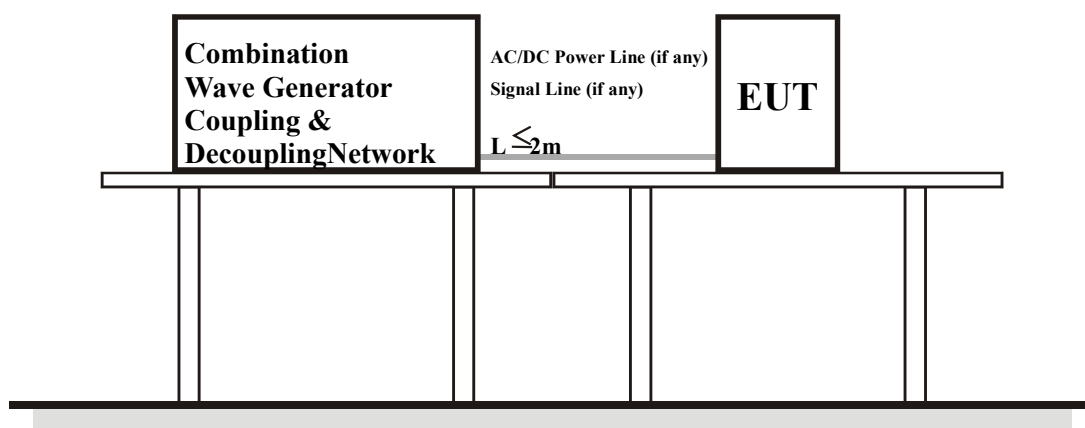 Combination
Wave Generator
Coupling &
DecouplingNetwork
AC/DC Power Line (if any)
Signal Line (if any)
L ≤2m
EUT